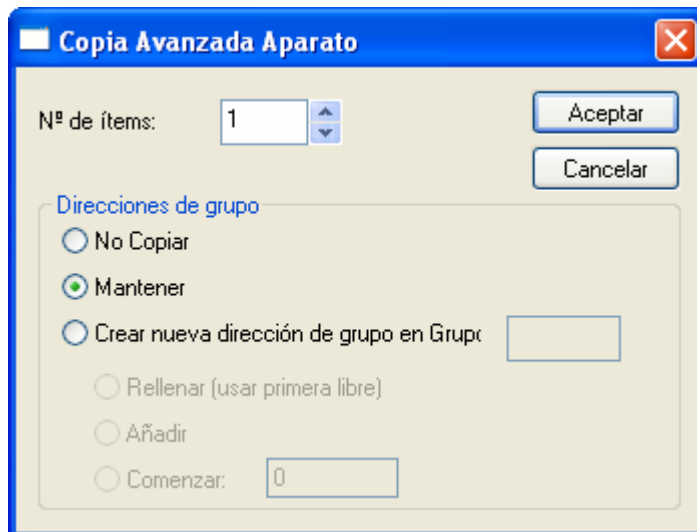 Copia Avanzada Aparato
Nº de ítems:
1
Aceptar
Cancelar
Direcciones de grupo
No Copiar
Mantener
Crear nueva dirección de grupo en Grupo
Rellenar (usar primera libre)
Añadir
Comenzar:
0